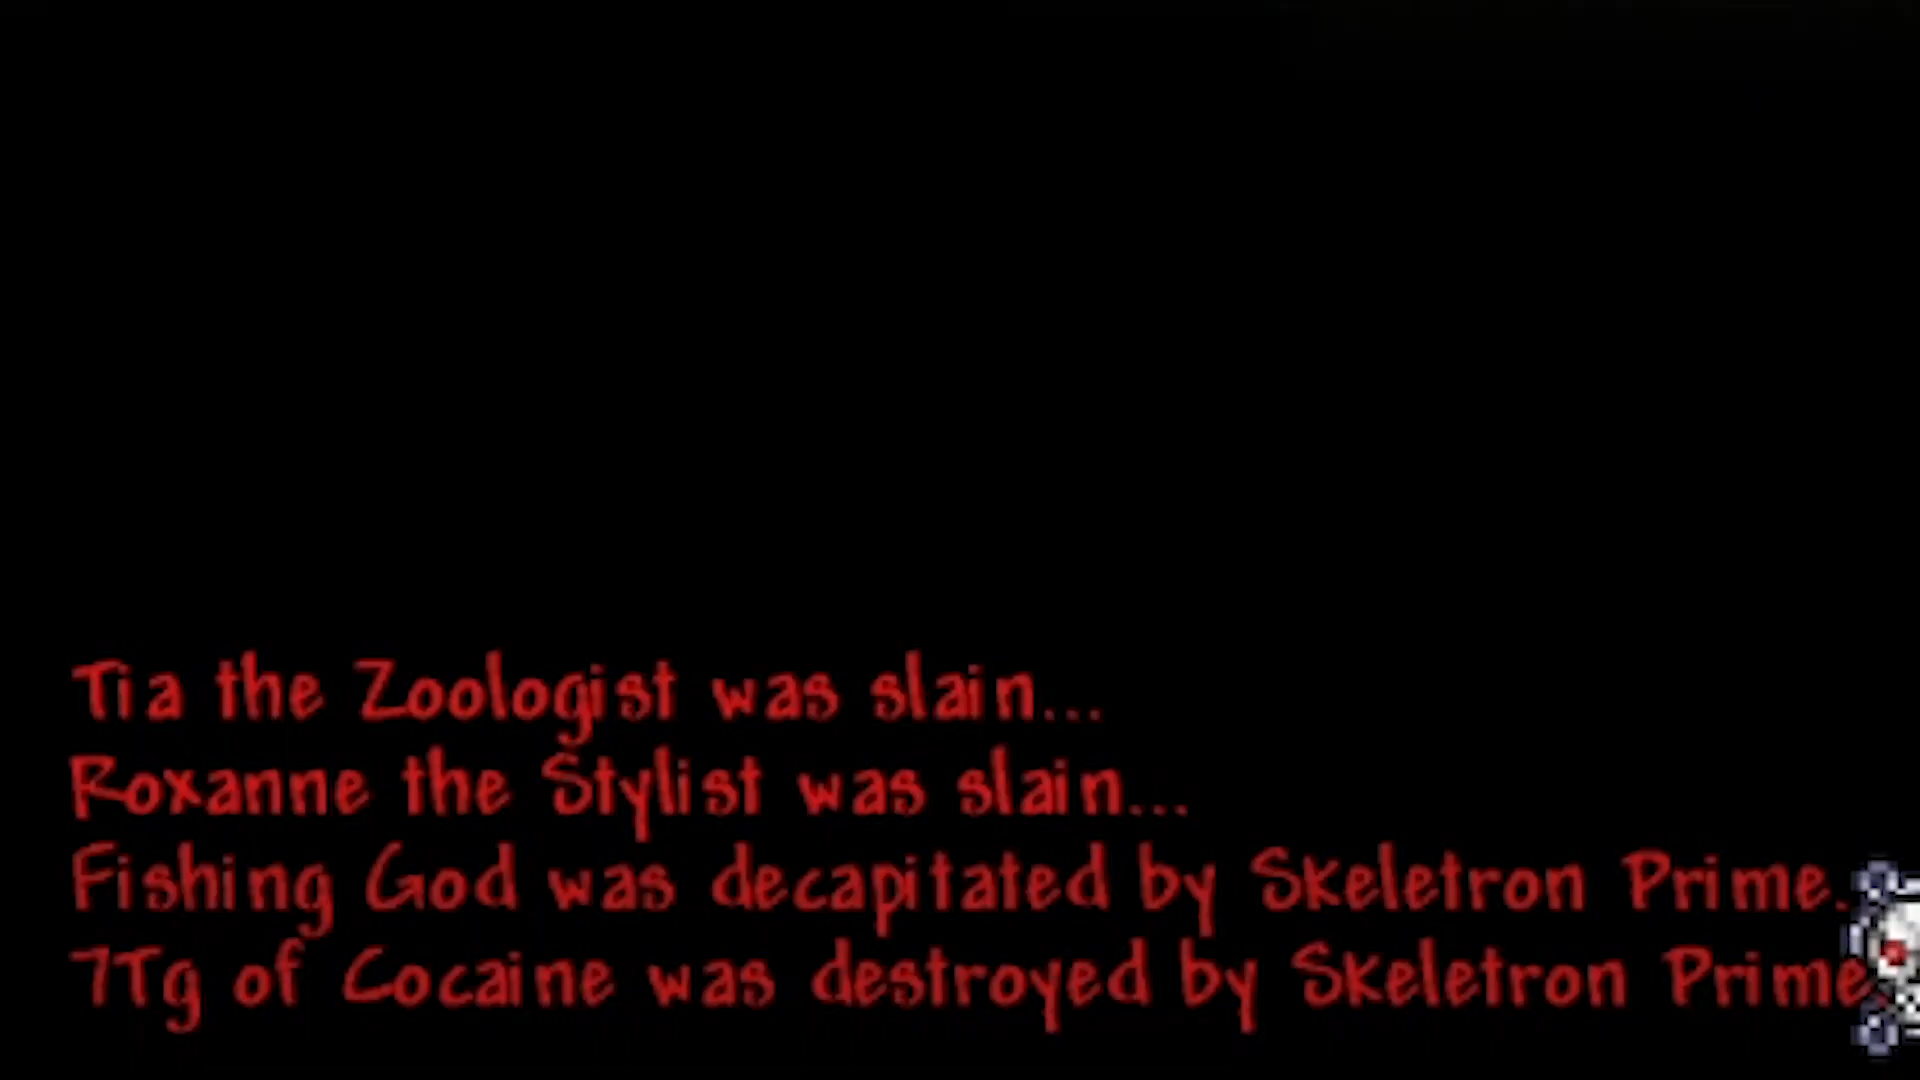 Tia the Zoologist was slain...
Roxanne the Stylist was slain...
Fishing God was decapitated by Skeletron Prime.
7Tg of Cocaine was destroyed by Skeletron Prime.